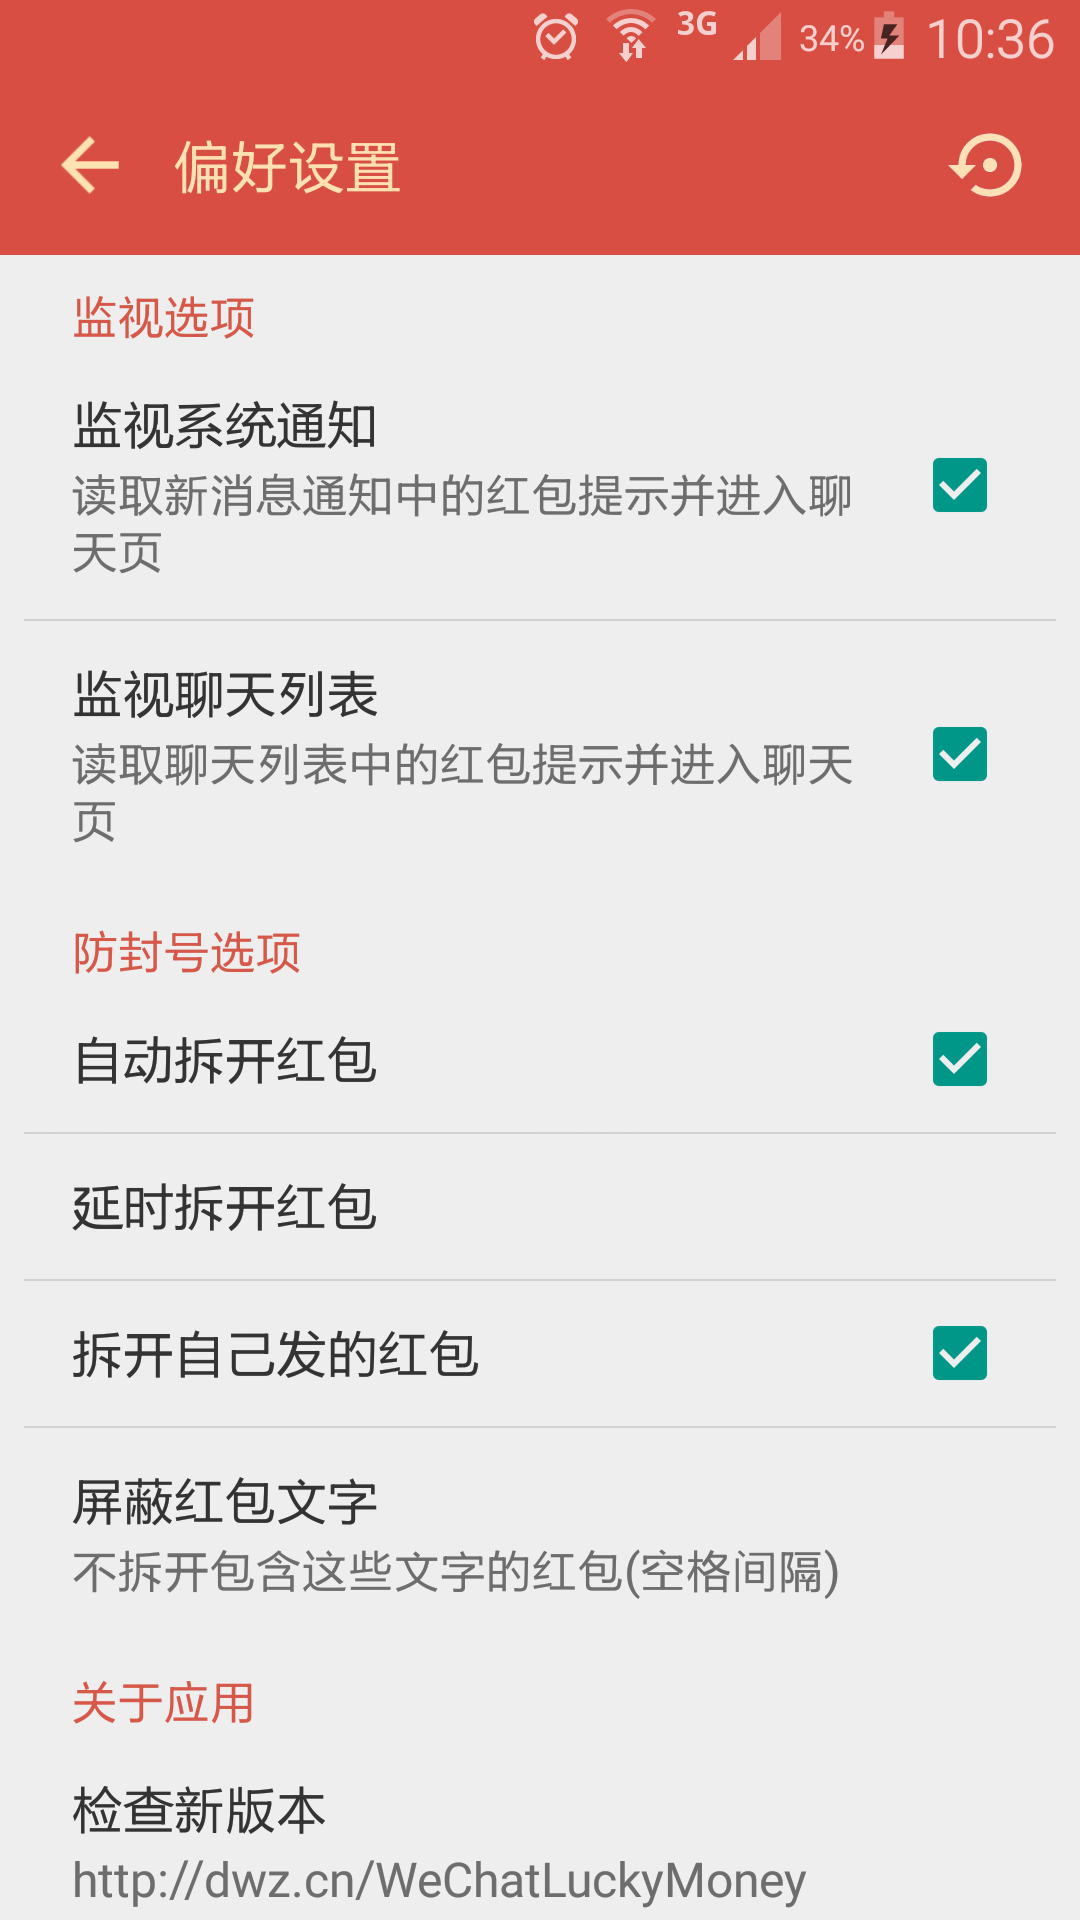 3G 34% 10:36
偏好设置
监视选项
监视系统通知
读取新消息通知中的红包提示并进入聊
天页
监视聊天列表
读取聊天列表中的红包提示并进入聊天
页
防封号选项
自动拆开红包
延时拆开红包
拆开自己发的红包
屏蔽红包文字
不拆开包含这些文字的红包(空格间隔)
关于应用
检查新版本
http://dwz.cn/WeChatLuckyMoney